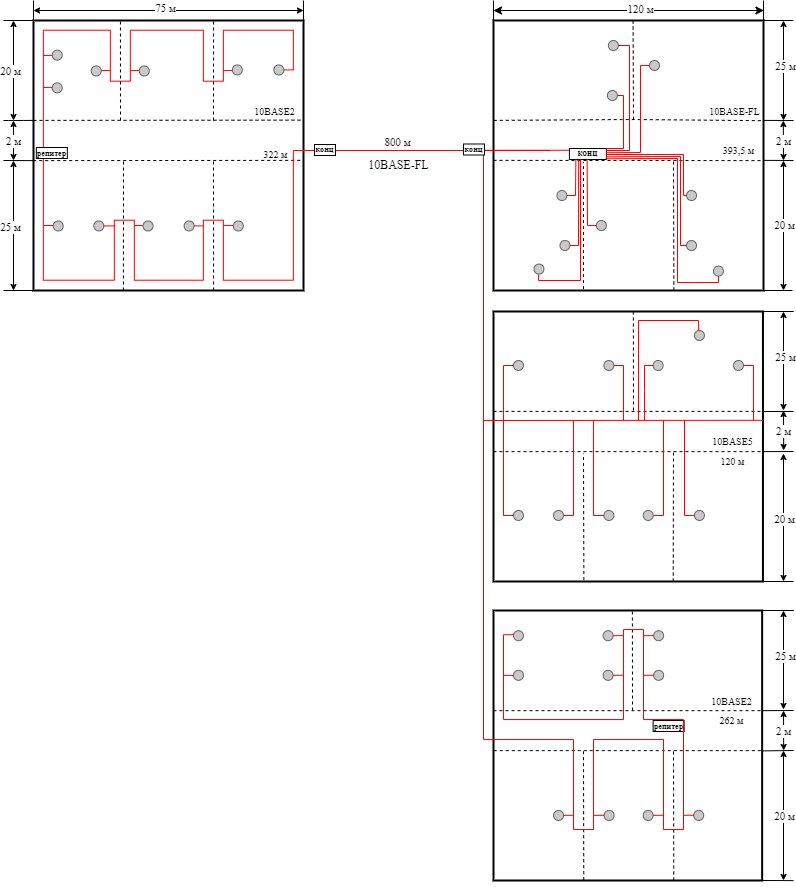 75 м
120 м
20 м
10BASE2
2 м
репитер
322 м
25 м
конц
800 м
10BASE-FL
конц
25 м
10BASE-FL
2 м
конц
393,5 м
20 м
25 м
2 м
10BASE5
120 м
20 м
25 м
10BASE2
262 м
репитер
2 м
20 м